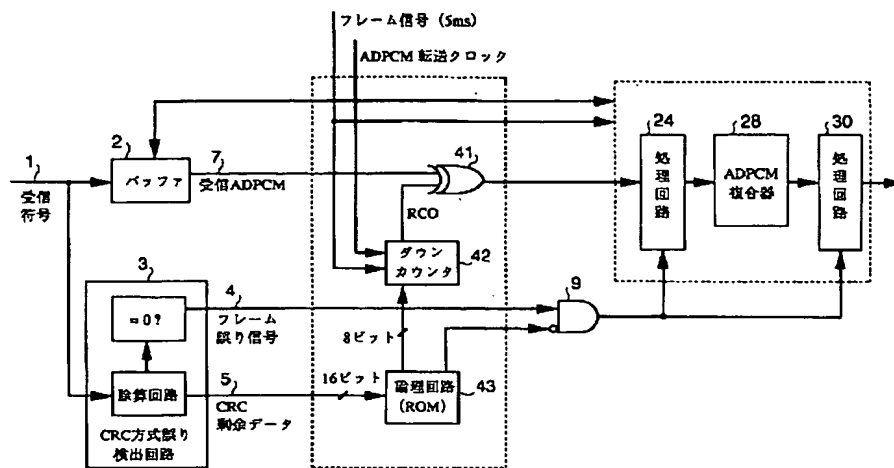 フレーム信号 (5ms)
ADPCM 転送クロック
1
受信
符号
2
バッファ
7
受信ADPCM
41
RCO
ダウン
カウンタ
42
24
処
理
回
路
28
ADPCM
複合器
30
処
理
回
路
3
=0?
4
フレーム
誤り信号
9
8ビット
除算回路
5
CRC
剰余データ
16ビット
論理回路
(ROM)
43
CRC方式誤り
検出回路